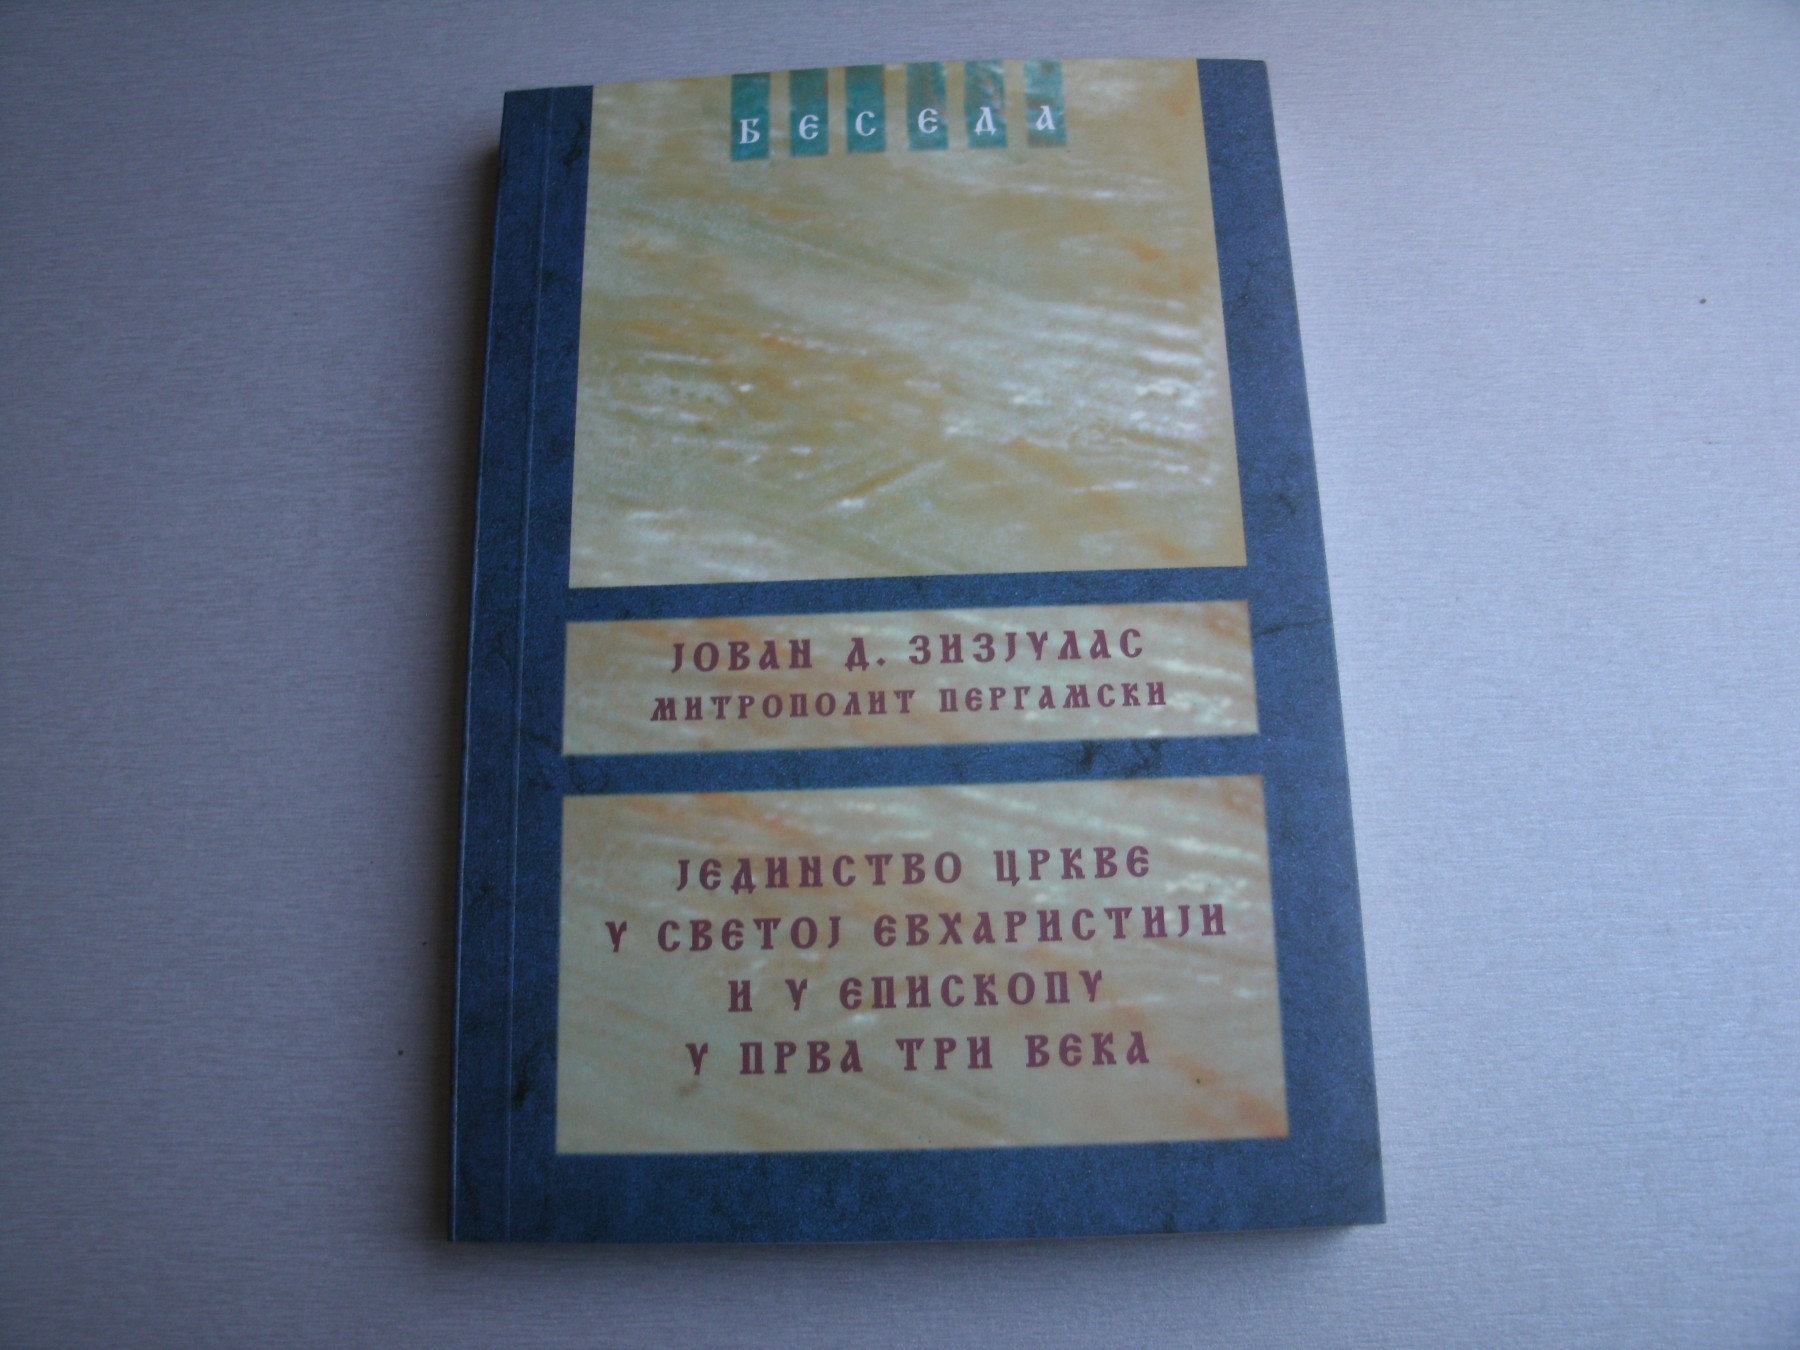 БЕСЕДА
ЈОВАН Д. ЗИЗЈУЛАС
МИТРОПОЛИТ ПЕРГАМСКИ
ЈЕДИНСТВО ЦРКВЕ
У СВЕТОЈ ЕВХАРИСТИЈИ
И У ЕПИСКОПУ
У ПРВА ТРИ ВЕКА